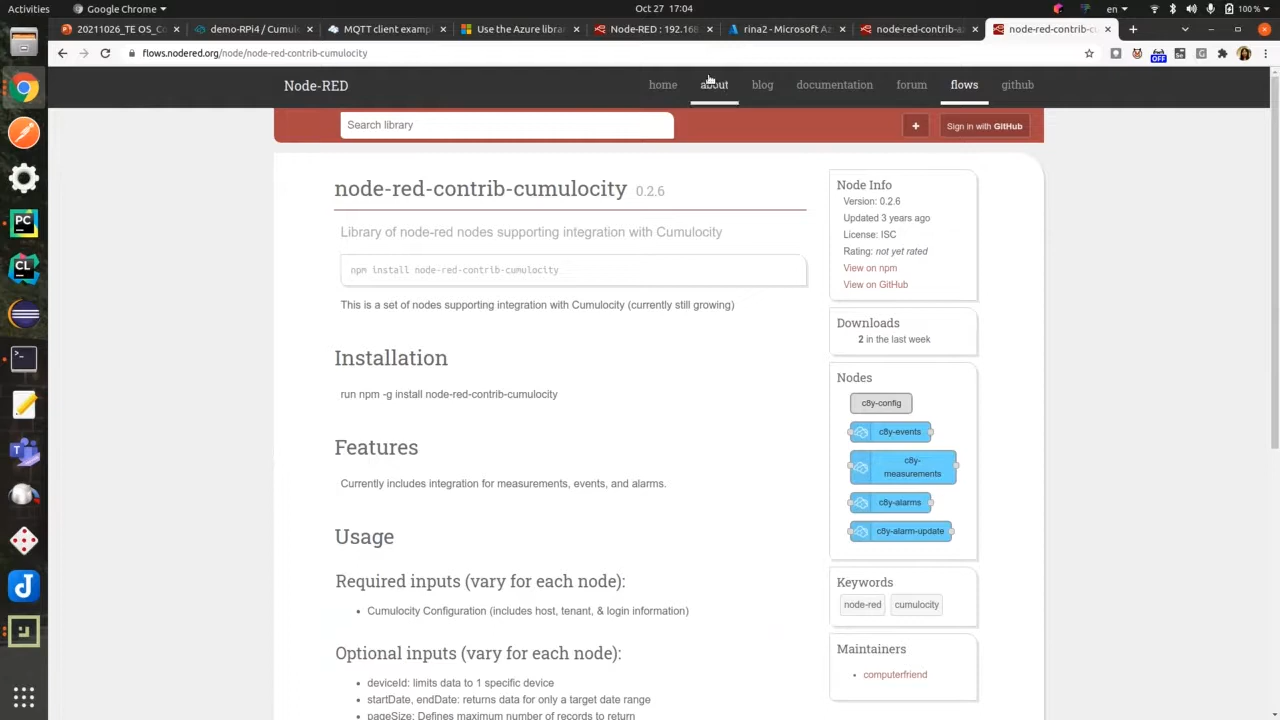 Activities
Google Chrome
Oct 27 17:04
en
100 %
20211026_TE OS_C
demo-RPi4 / Cumulo
MQTT client exampl
Use the Azure librar
Node-RED : 192.168
rina2 - Microsoft Az
node-red-contrib-a
node-red-contrib-c
flows.nodered.org/node/node-red-contrib-cumulocity
OFF
Node-RED
home
about
blog
documentation
forum
flows
github
Search library
+
Sign in with GitHub
node-red-contrib-cumulocity 0.2.6
Library of node-red nodes supporting integration with Cumulocity
npm install node-red-contrib-cumulocity
This is a set of nodes supporting integration with Cumulocity (currently still growing)
Installation
run npm -g install node-red-contrib-cumulocity
Features
Currently includes integration for measurements, events, and alarms.
Usage
Required inputs (vary for each node):
Cumulocity Configuration (includes host, tenant, & login information)
Optional inputs (vary for each node):
deviceId: limits data to 1 specific device
startDate, endDate: returns data for only a target date range
pageSize: Defines maximum number of records to return
Node Info
Version: 0.2.6
Updated 3 years ago
License: ISC
Rating: not yet rated
View on npm
View on GitHub
Downloads
2 in the last week
Nodes
c8y-config
c8y-events
c8y-
measurements
c8y-alarms
c8y-alarm-update
Keywords
node-red
cumulocity
Maintainers
computerfriend
PC
CL